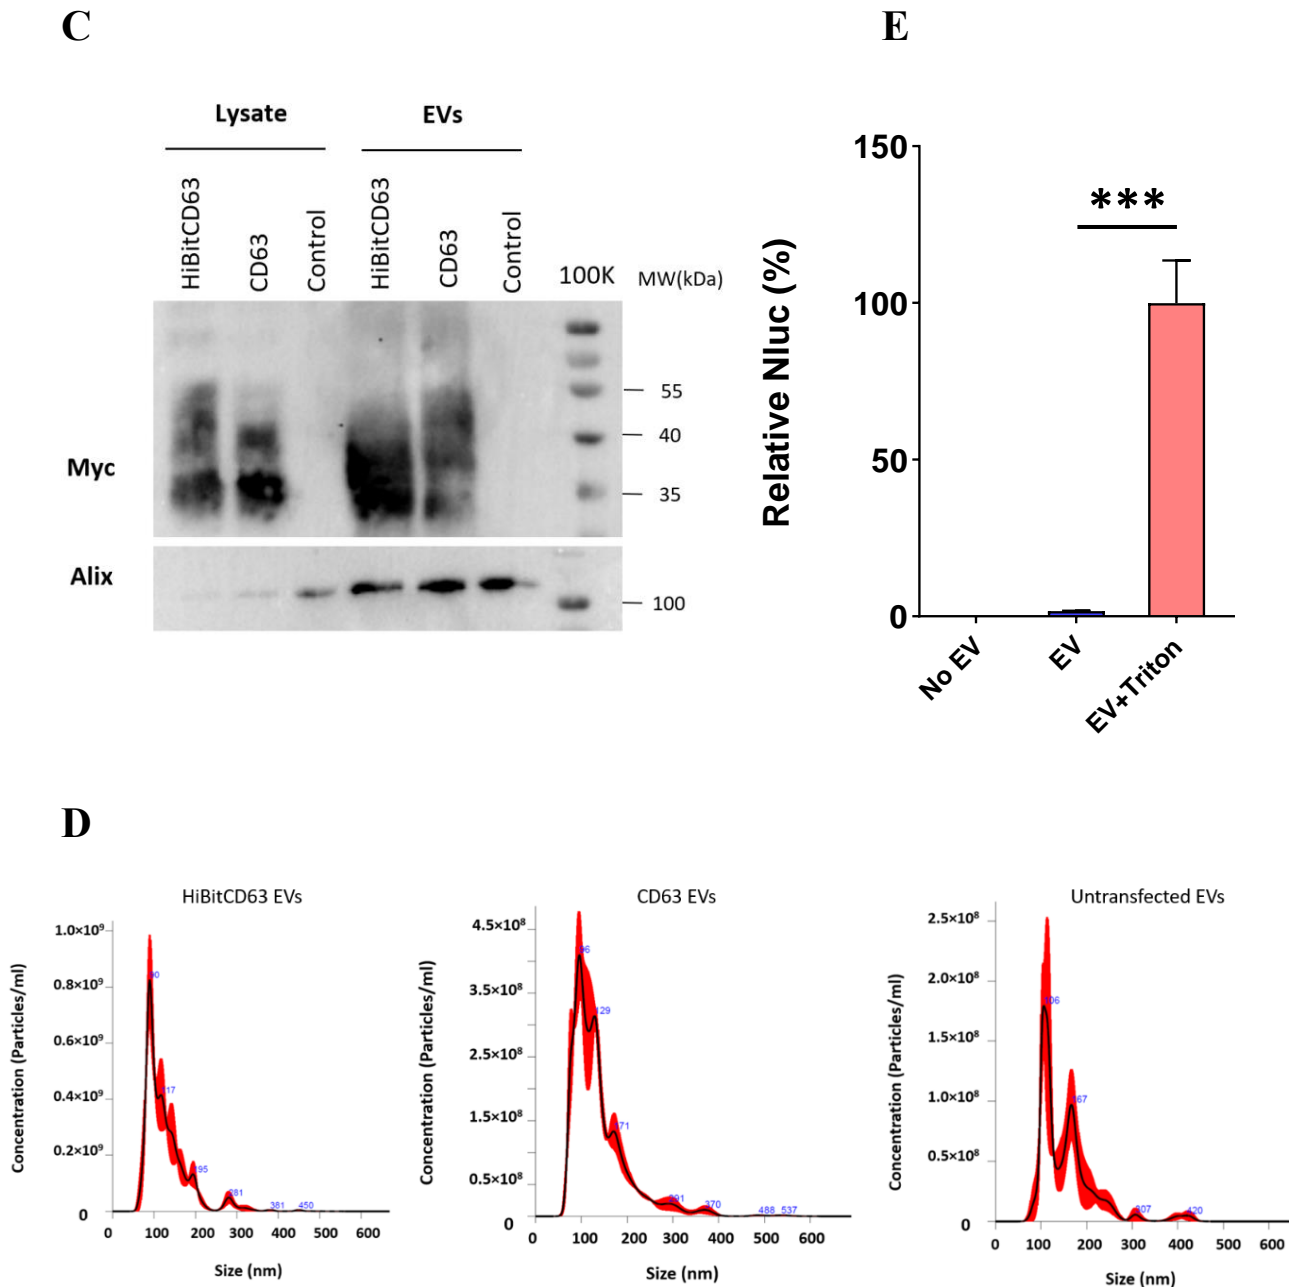 C
Lysate
EVs
HiBitCD63
CD63
Control
HiBitCD63
CD63
Control
100K
MW(kDa)
55
40
35
Myc
Alix
100
E
150
100
50
0
Relative Nluc (%)
***
No EV
EV
EV+Triton
D
HiBitCD63 EVs
Concentration (Particles/ml)
1.0×10⁹
0.8×10⁹
0.6×10⁹
0.4×10⁹
0.2×10⁹
0
90
117
195
281
381
450
0 100 200 300 400 500 600
Size (nm)
CD63 EVs
Concentration (Particles/ml)
4.5×10⁸
3.5×10⁸
2.5×10⁸
1.5×10⁸
0.5×10⁸
0
96
129
171
291
370
488
537
0 100 200 300 400 500 600
Size (nm)
Untransfected EVs
Concentration (Particles/ml)
2.5×10⁸
2.0×10⁸
1.5×10⁸
1.0×10⁸
0.5×10⁸
0
106
167
307
420
0 100 200 300 400 500 600
Size (nm)